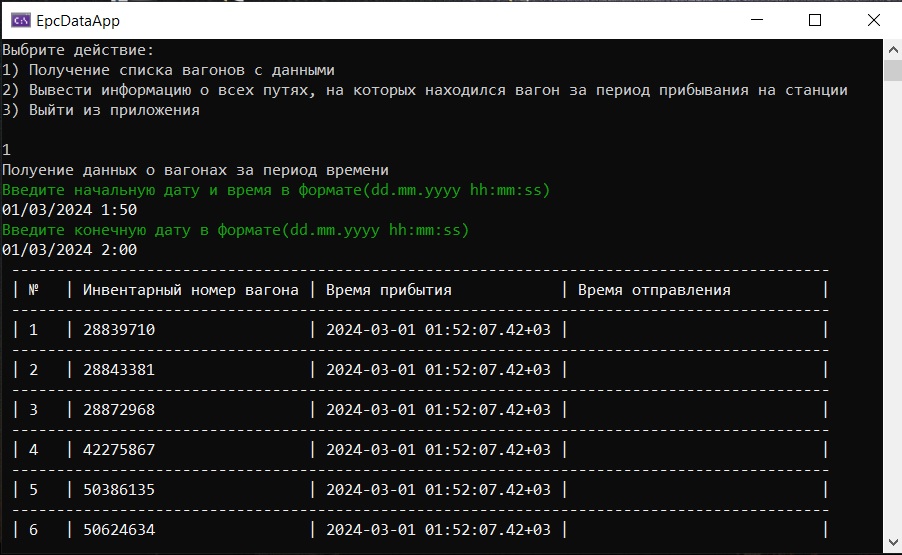 EpcDataApp
Выбрите действие:
1) Получение списка вагонов с данными
2) Вывести информацию о всех путях, на которых находился вагон за период прибывания на станции
3) Выйти из приложения
1
Полуение данных о вагонах за период времени
Введите начальную дату и время в формате(dd.mm.yyyy hh:mm:ss)
01/03/2024 1:50
Введите конечную дату в формате(dd.mm.yyyy hh:mm:ss)
01/03/2024 2:00
| № | Инвентарный номер вагона | Время прибытия | Время отправления |
| 1 | 28839710 | 2024-03-01 01:52:07.42+03 | |
| 2 | 28843381 | 2024-03-01 01:52:07.42+03 | |
| 3 | 28872968 | 2024-03-01 01:52:07.42+03 | |
| 4 | 42275867 | 2024-03-01 01:52:07.42+03 | |
| 5 | 50386135 | 2024-03-01 01:52:07.42+03 | |
| 6 | 50624634 | 2024-03-01 01:52:07.42+03 | |